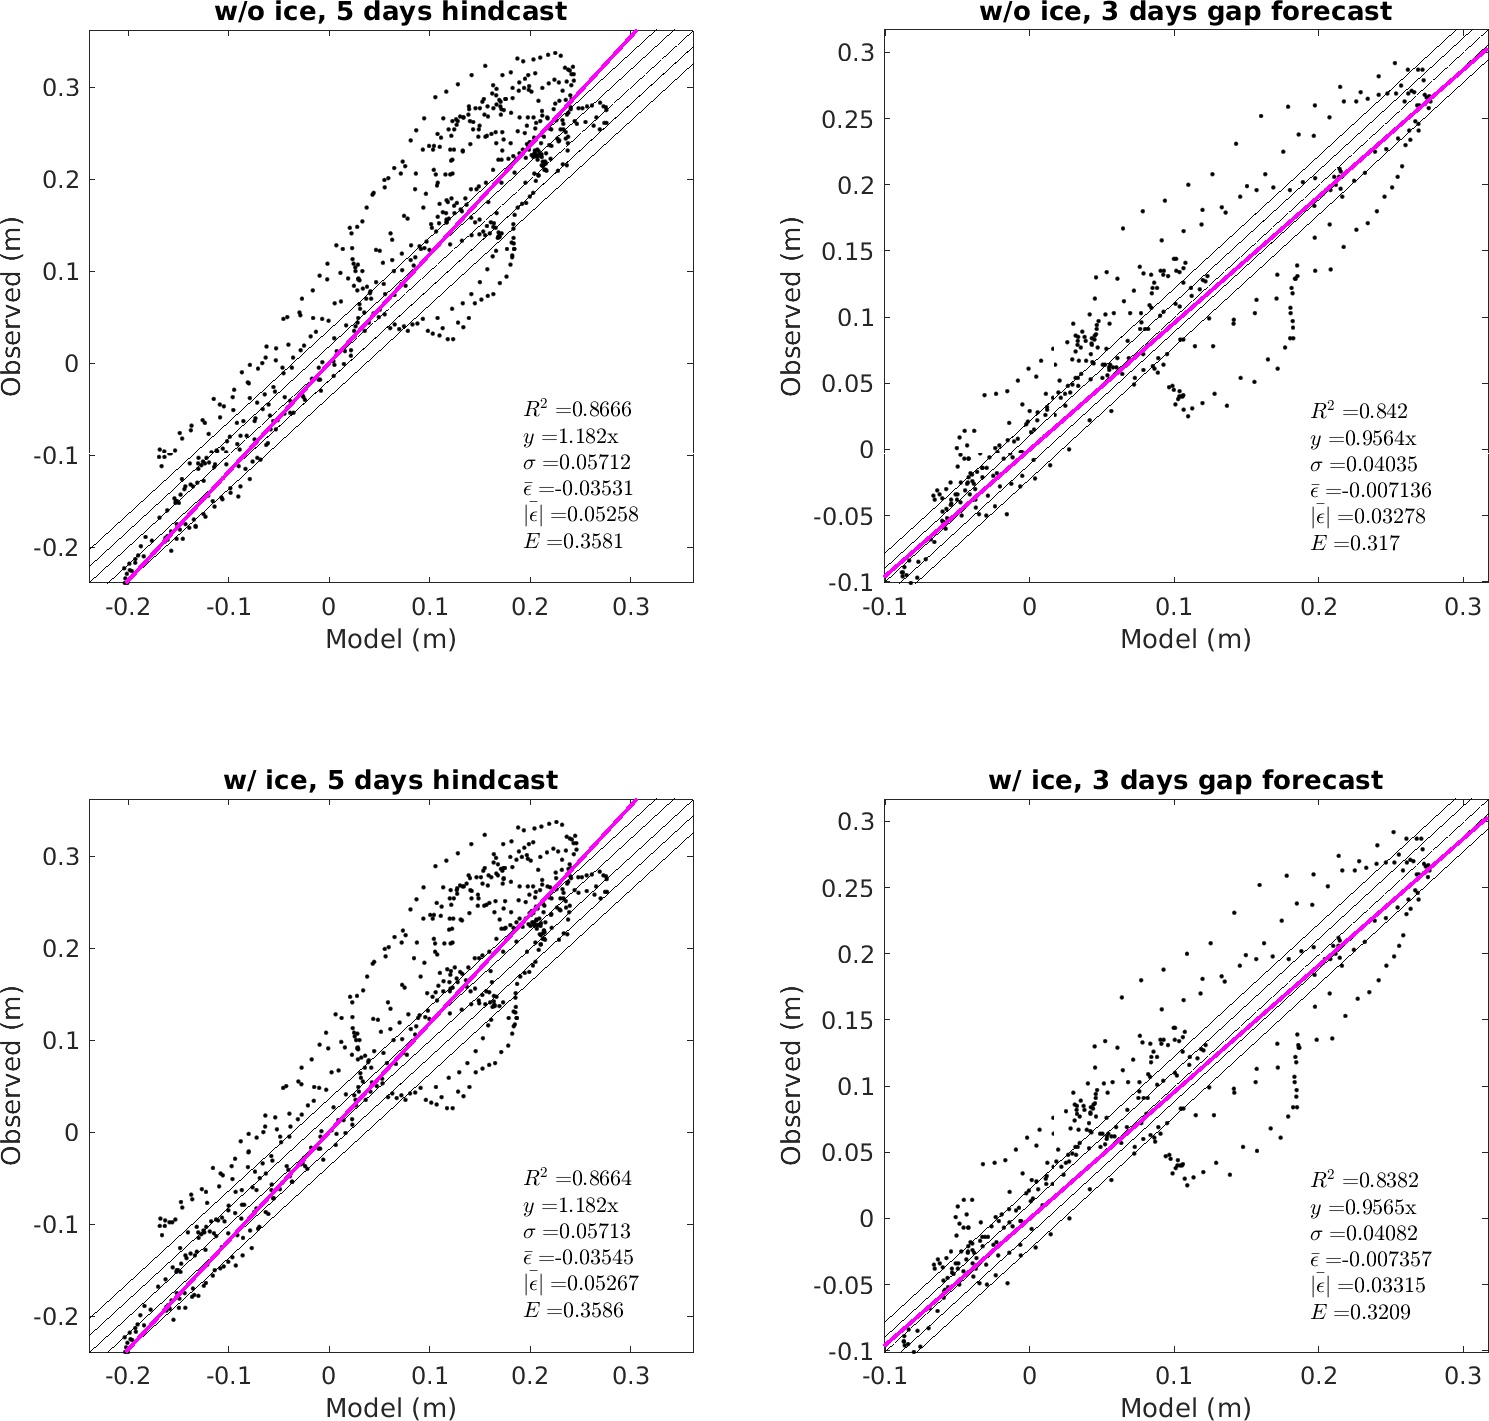 w/o ice, 5 days hindcast
0.3
0.2
0.1
0
-0.1
-0.2
Observed (m)
R² =0.8666
y =1.182x
σ =0.05712
ε̄ =-0.03531
|ε̄| =0.05258
E =0.3581
-0.2 -0.1 0 0.1 0.2 0.3
Model (m)
w/o ice, 3 days gap forecast
0.3
0.25
0.2
0.15
0.1
0.05
0
-0.05
-0.1
Observed (m)
R² =0.842
y =0.9564x
σ =0.04035
ε̄ =-0.007136
|ε̄| =0.03278
E =0.317
-0.1 0 0.1 0.2 0.3
Model (m)
w/ ice, 5 days hindcast
0.3
0.2
0.1
0
-0.1
-0.2
Observed (m)
R² =0.8664
y =1.182x
σ =0.05713
ε̄ =-0.03545
|ε̄| =0.05267
E =0.3586
-0.2 -0.1 0 0.1 0.2 0.3
Model (m)
w/ ice, 3 days gap forecast
0.3
0.25
0.2
0.15
0.1
0.05
0
-0.05
-0.1
Observed (m)
R² =0.8382
y =0.9565x
σ =0.04082
ε̄ =-0.007357
|ε̄| =0.03315
E =0.3209
-0.1 0 0.1 0.2 0.3
Model (m)